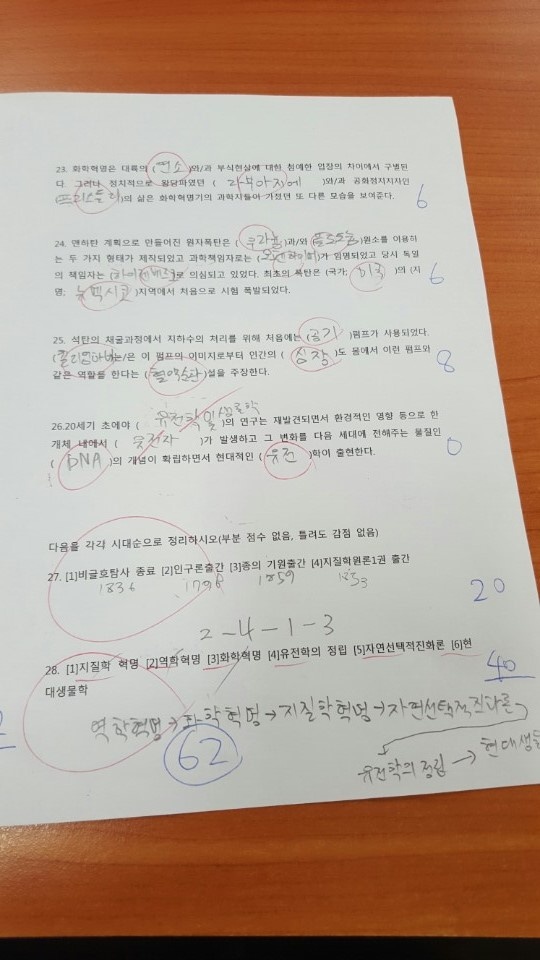 23. 화학혁명은 대륙의 (연소)와/과 부식현상에 대한 첨예한 입장의 차이에서 구별된
다. 그러나 정치적으로 왕당파였던 ( 라부아지에 )와/과 공화정지지자인
(프리스틀리)의 삶은 화학혁명기의 과학자들이 가졌던 또 다른 모습을 보여준다.
6
24. 맨하탄 계획으로 만들어진 원자폭탄은 ( 우라늄 )과/와 (플루토늄)원소를 이용하
는 두 가지 형태가 제작되었고 과학책임자로는 (오펜하이머)가 임명되었고 당시 독일
의 책임자는 (하이젠베르크)로 의심되고 있었다. 최초의 폭탄은 (국가; 미국 )의 (지
명; 뉴멕시코 )지역에서 처음으로 시험 폭발되었다.
6
25. 석탄의 채굴과정에서 지하수의 처리를 위해 처음에는 (공기 )펌프가 사용되었다.
는/은 이 펌프의 이미지로부터 인간의 ( 심장 )도 몸에서 이런 펌프와
같은 역할를 한다는 (혈액순환)설을 주장한다.
8
26.20세기 초에야 ( 유전학 및 생물학 )의 연구는 재발견되면서 환경적인 영향 등으로 한
개체 내에서 ( 유전자 )가 발생하고 그 변화를 다음 세대에 전해주는 물질인
( DNA )의 개념이 확립하면서 현대적인 ( 유전 )학이 출현한다.
0
다음을 각각 시대순으로 정리하시오(부분 점수 없음, 틀려도 감점 없음)
27. [1]비글호탐사 종료 [2]인구론출간 [3]종의 기원출간 [4]지질학원론1권 출간
1836 1798 1859
20
2-4-1-3
28. [1]지질학 혁명 [2]역학혁명 [3]화학혁명 [4]유전학의 정립 [5]자연선택적진화론 [6]현
대생물학
40
역학혁명→화학혁명→지질학혁명→자연선택적진화론
62
유전학의 정립 → 현대생물